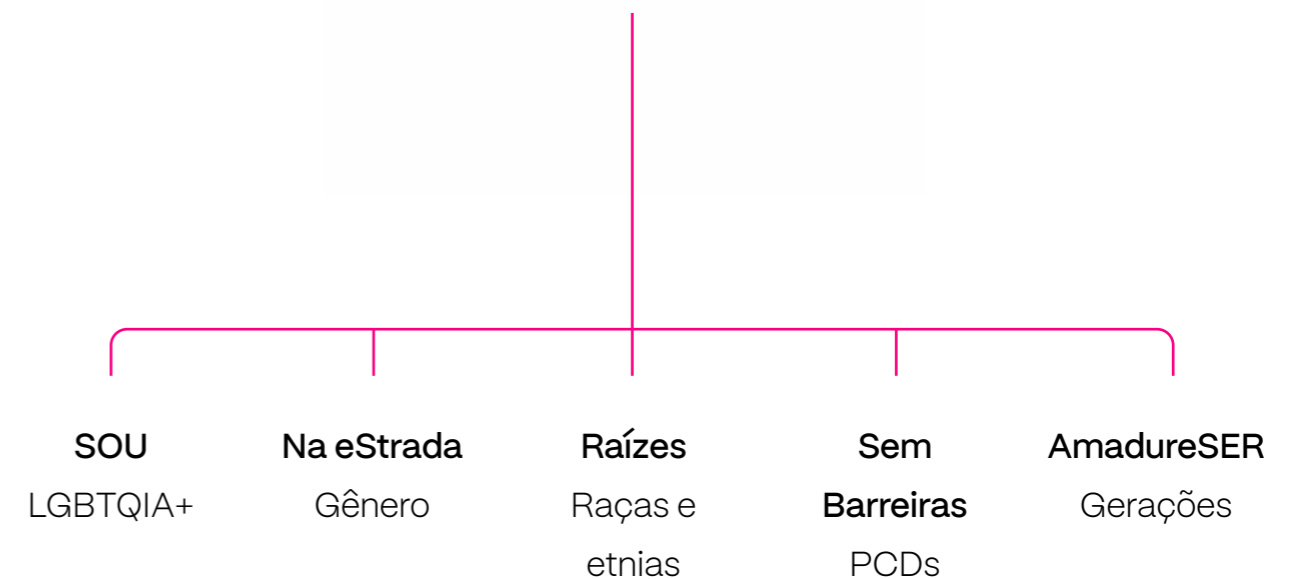 SOU
LGBTQIA+
Na eStrada
Gênero
Raízes
Raças e
etnias
Sem
Barreiras
PCDs
AmadureSER
Gerações